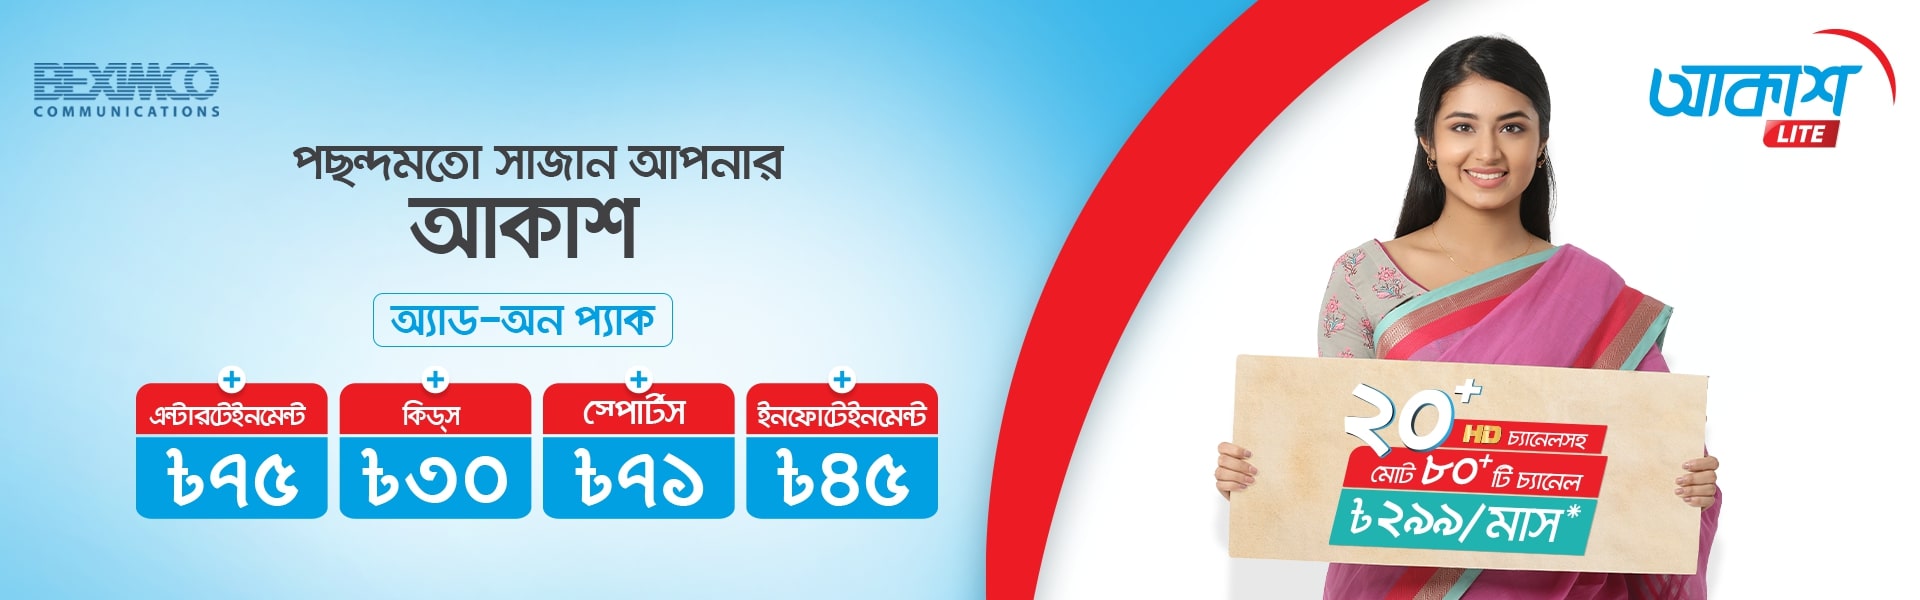 BEXIMCO
COMMUNICATIONS
পছন্দমতো সাজান আপনার
আকাশ
অ্যাড-অন প্যাক
+ + + +
এন্টারটেইনমেন্ট কিড্স স্পোর্টস ইনফোটেইনমেন্ট
৳৭৫ ৳৩০ ৳৭১ ৳৪৫
আকাশ
LITE
২০+
HD চ্যানেলসহ
মোট ৮০+টি চ্যানেল
৳২৯৯/মাস*